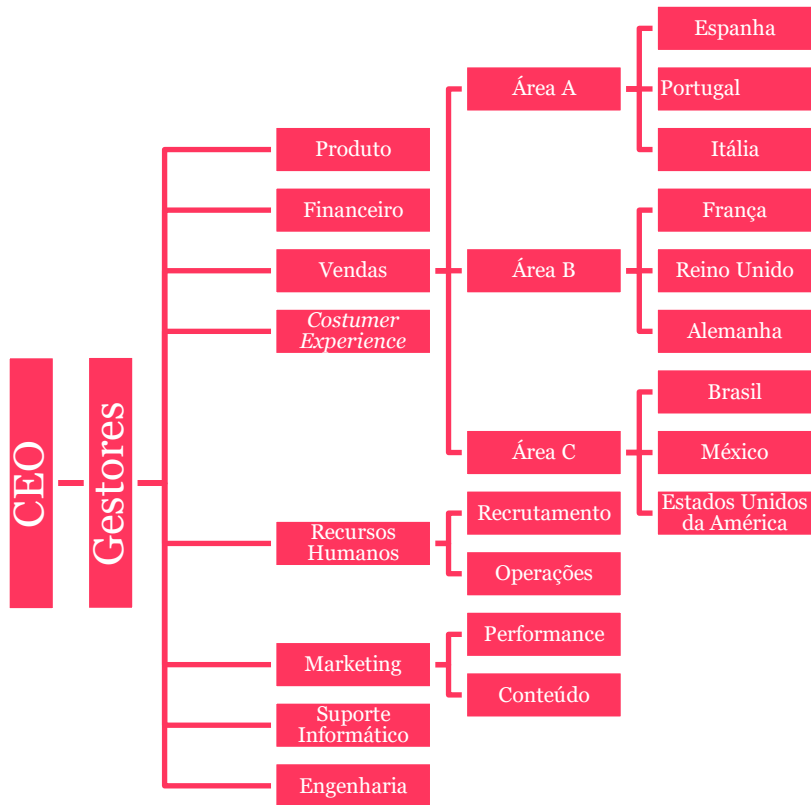 CEO
Gestores
Produto
Financeiro
Vendas
Costumer
Experience
Recursos
Humanos
Marketing
Suporte
Informático
Engenharia
Área A
Área B
Área C
Recrutamento
Operações
Performance
Conteúdo
Espanha
Portugal
Itália
França
Reino Unido
Alemanha
Brasil
México
Estados Unidos
da América